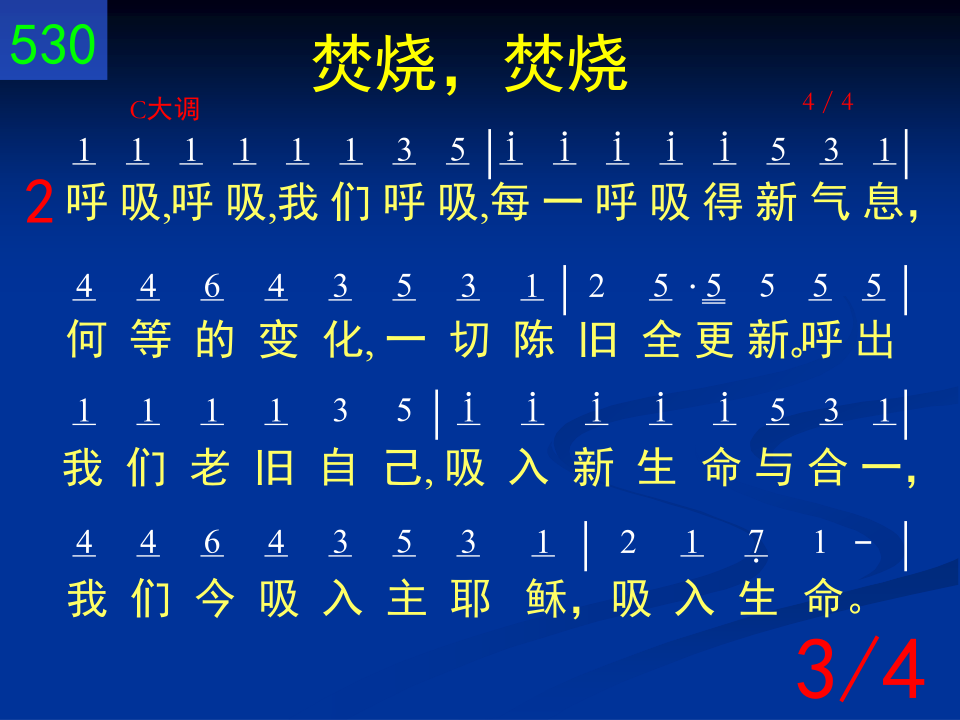 530
焚烧，焚烧
C大调
4／4
1 1 1 1 1 1 3 5 | i i i i i 5 3 1 |
2
呼吸,呼吸,我们呼吸,每一呼吸得新气息，
4 4 6 4 3 5 3 1 | 2 5 · 5 5 5 5 |
何等的变化,一切陈旧全更新。呼出
1 1 1 1 3 5 | i i i i i 5 3 1 |
我们老旧自己,吸入新生命与合一，
4 4 6 4 3 5 3 1 | 2 1 7̣ 1 - |
我们今吸入主耶稣，吸入生命。
3/4